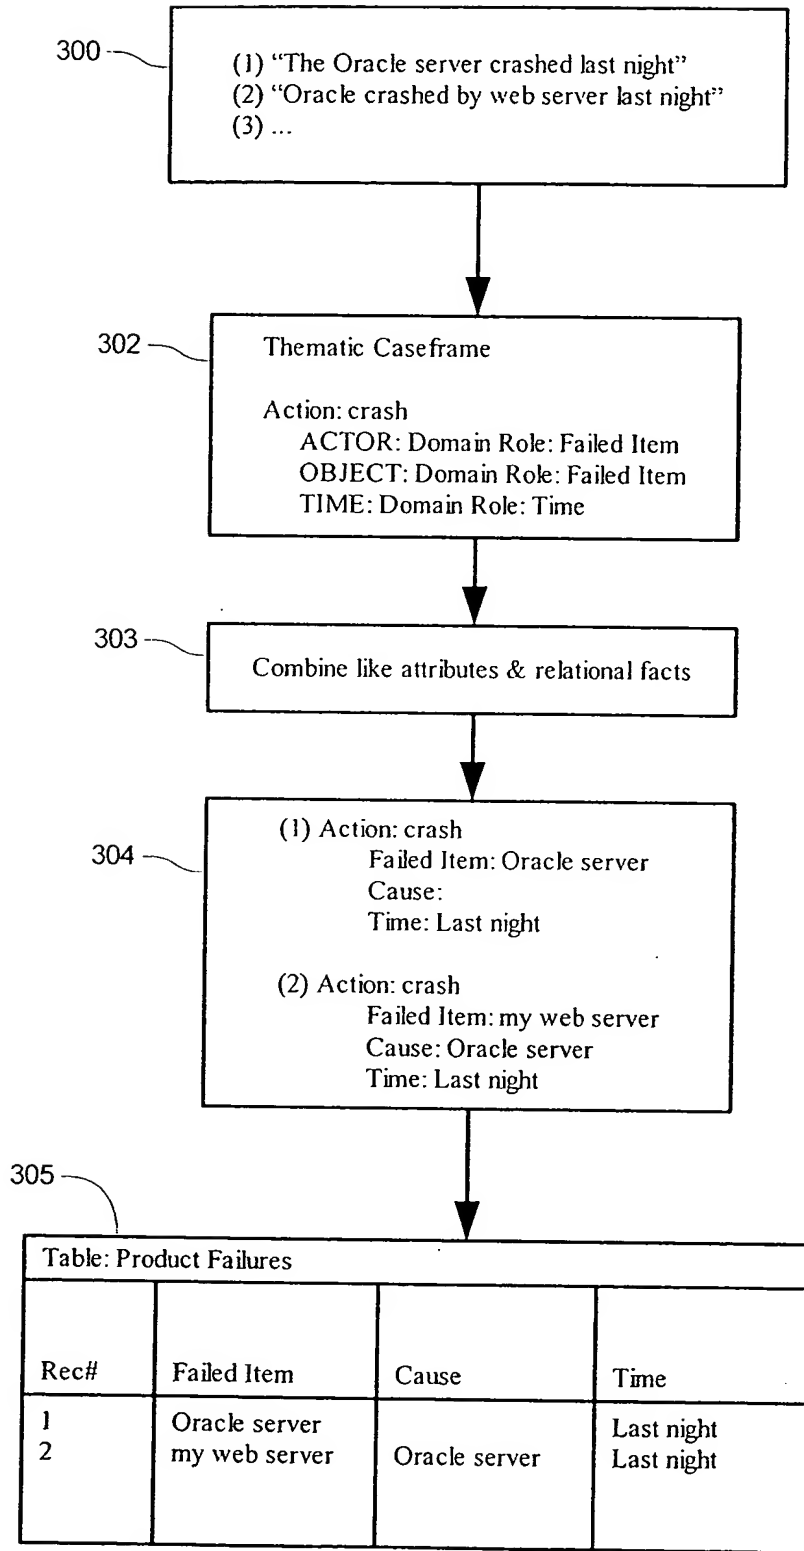 300
(1) “The Oracle server crashed last night”
(2) “Oracle crashed by web server last night”
(3) ...
302
Thematic Caseframe
Action: crash
ACTOR: Domain Role: Failed Item
OBJECT: Domain Role: Failed Item
TIME: Domain Role: Time
303
Combine like attributes & relational facts
304
(1) Action: crash
Failed Item: Oracle server
Cause:
Time: Last night
(2) Action: crash
Failed Item: my web server
Cause: Oracle server
Time: Last night
305
Table: Product Failures
Rec# Failed Item Cause Time
1 Oracle server Last night
2 my web server Oracle server Last night